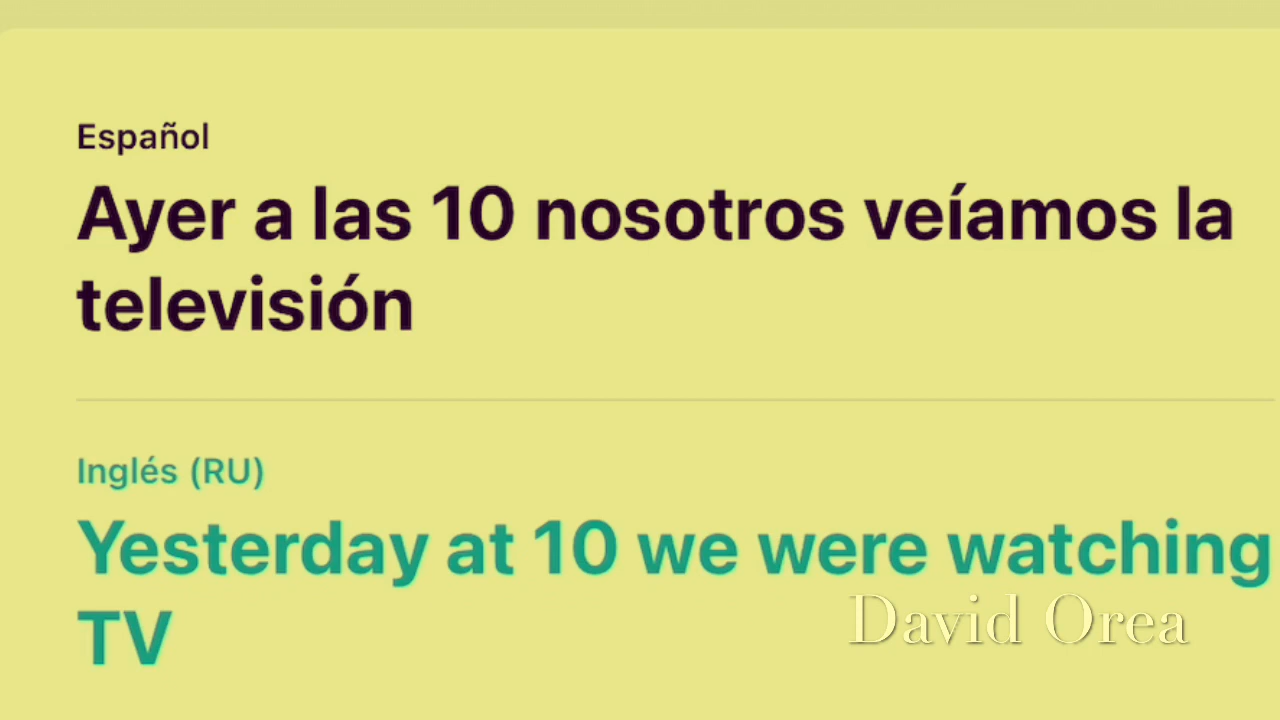 Español
Ayer a las 10 nosotros veíamos la
televisión
Inglés (RU)
Yesterday at 10 we were watching
TV
David Orea